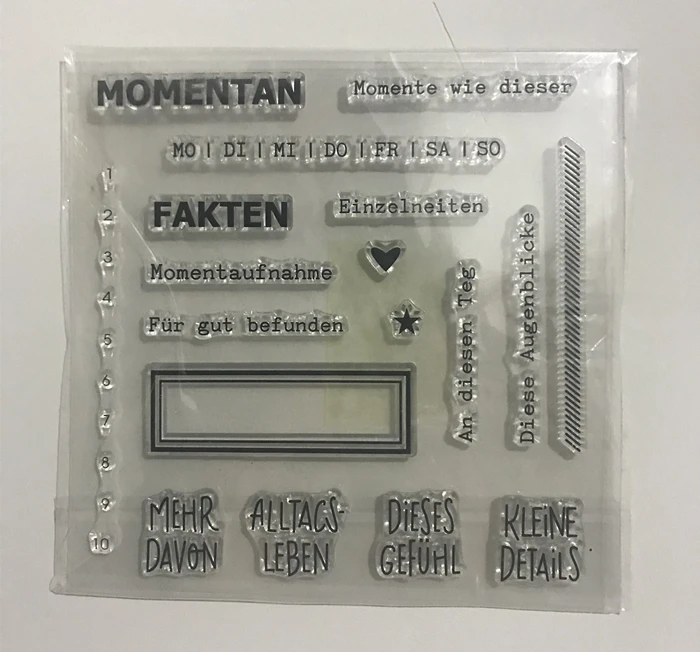 MOMENTAN
Momente wie dieser
MO | DI | MI | DO | FR | SA | SO
1
2
3
4
5
6
7
8
9
10
FAKTEN
Einzelneiten
Momentaufnahme
Für gut befunden
An diesen Teg
Diese Augenblicke
MEHR
DAVON
ALLTAGS-
LEBEN
DIESES
GEFÜHL
KLEINE
DETAILS